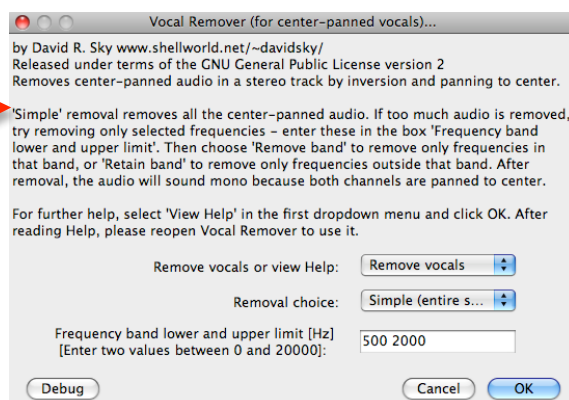 Vocal Remover (for center-panned vocals)...
by David R. Sky www.shellworld.net/~davidsky/
Released under terms of the GNU General Public License version 2
Removes center-panned audio in a stereo track by inversion and panning to center.
'Simple' removal removes all the center-panned audio. If too much audio is removed,
try removing only selected frequencies - enter these in the box 'Frequency band
lower and upper limit'. Then choose 'Remove band' to remove only frequencies in
that band, or 'Retain band' to remove only frequencies outside that band. After
removal, the audio will sound mono because both channels are panned to center.
For further help, select 'View Help' in the first dropdown menu and click OK. After
reading Help, please reopen Vocal Remover to use it.
Remove vocals or view Help: Remove vocals
Removal choice: Simple (entire s...
Frequency band lower and upper limit [Hz]
[Enter two values between 0 and 20000]: 500 2000
Debug Cancel OK